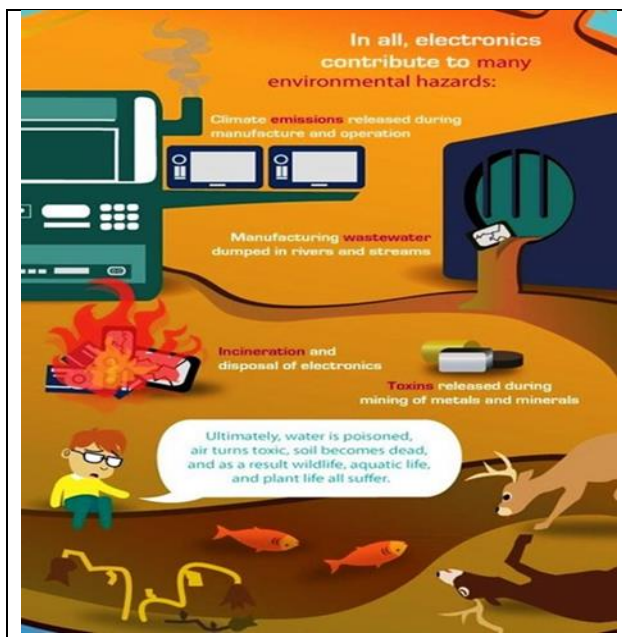 In all, electronics
contribute to many
environmental hazards:
Climate emissions released during
manufacture and operation
Manufacturing wastewater
dumped in rivers and streams
Incineration and
disposal of electronics
Toxins released during
mining of metals and minerals
Ultimately, water is poisoned,
air turns toxic, soil becomes dead,
and as a result wildlife, aquatic life,
and plant life all suffer.